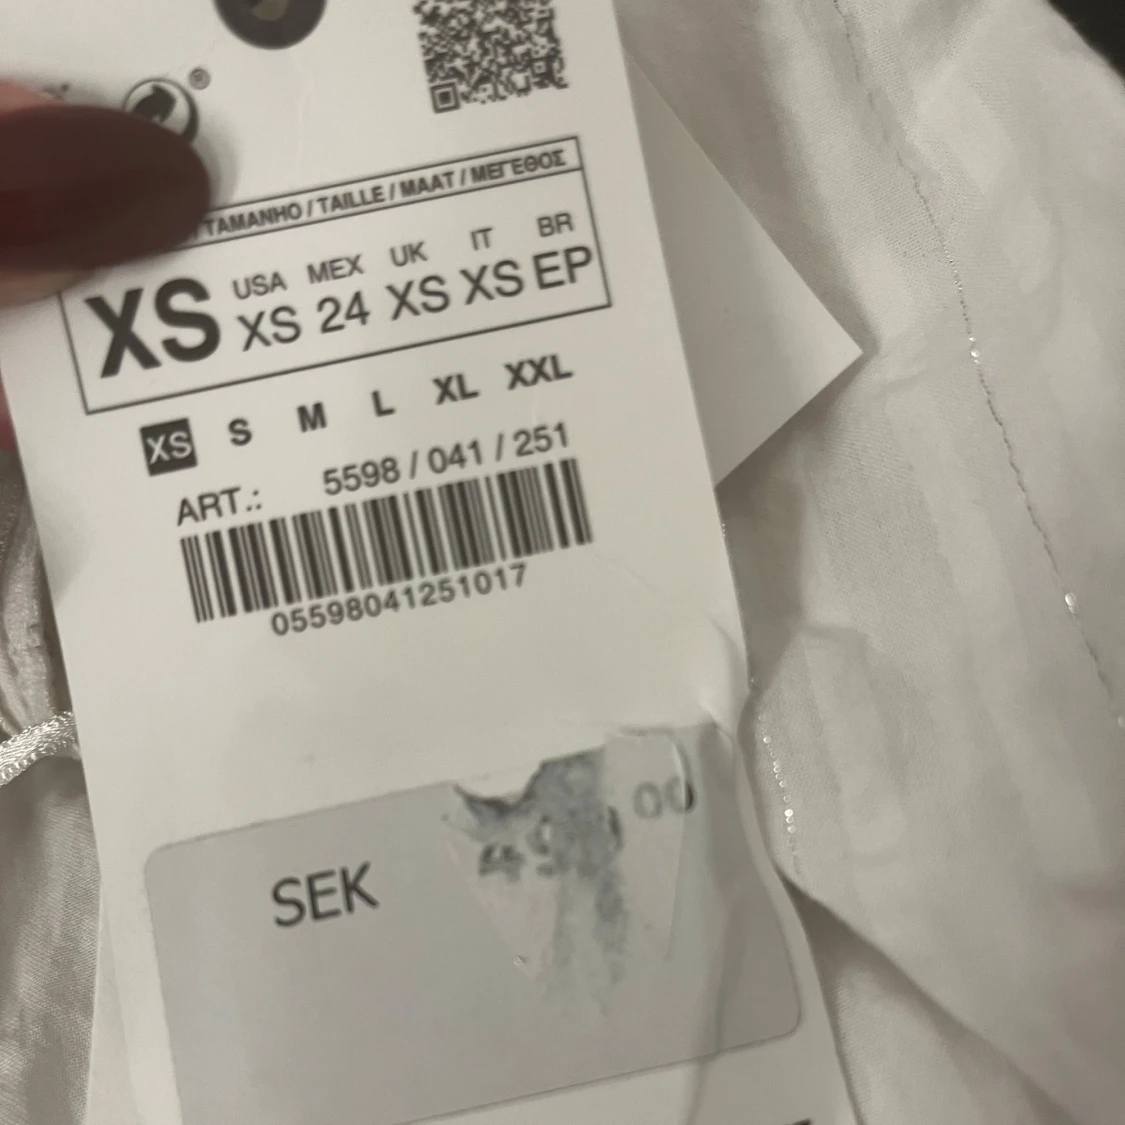 ®
/ TAMANHO / TAILLE / MAAT / ΜΕΓΕΘΟΣ
USA MEX UK IT BR
XS XS 24 XS XS EP
XS S M L XL XXL
ART.: 5598 / 041 / 251
05598041251017
SEK 00